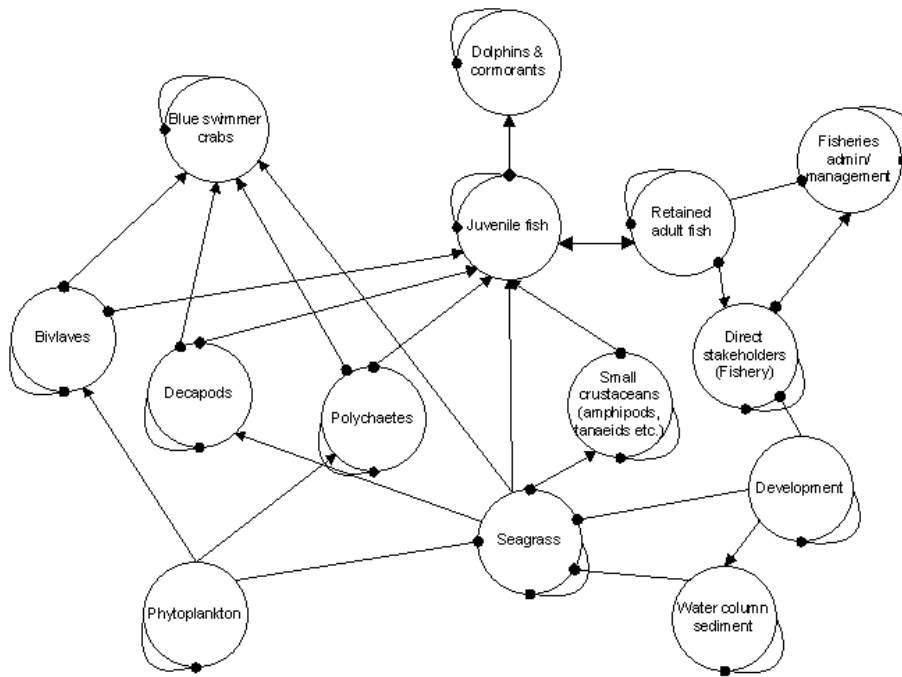 Dolphins &
cormorants
Blue swimmer
crabs
Fisheries
admin/
management
Juvenile fish
Retained
adult fish
Bivlaves
Direct
stakeholders
(Fishery)
Decapods
Polychaetes
Small
crustaceans
(amphipods,
tanaeids etc.)
Development
Seagrass
Phytoplankton
Water column
sediment